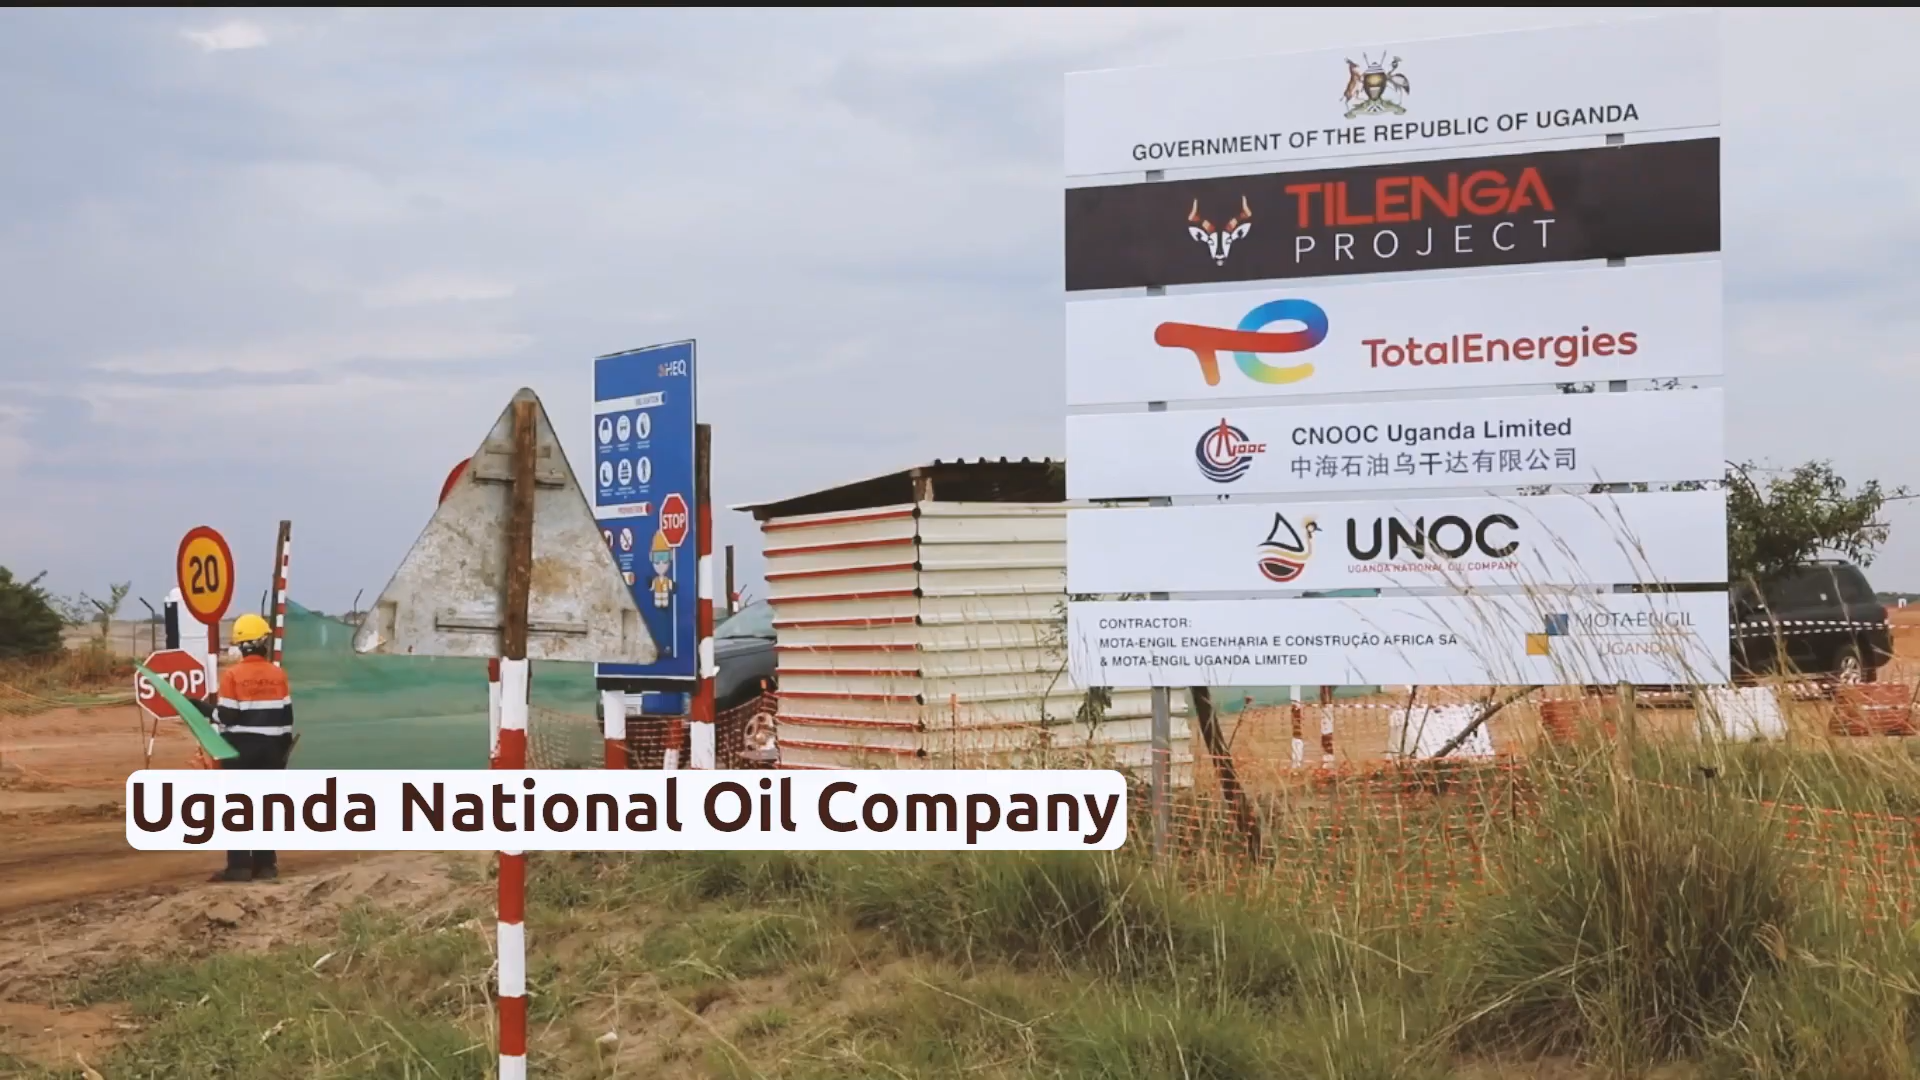 GOVERNMENT OF THE REPUBLIC OF UGANDA
TILENGA
PROJECT
TotalEnergies
CNOOC
CNOOC Uganda Limited
中海石油乌干达有限公司
UNOC
UGANDA NATIONAL OIL COMPANY
CONTRACTOR:
MOTA-ENGIL ENGENHARIA E CONSTRUÇÃO AFRICA SA
& MOTA-ENGIL UGANDA LIMITED
MOTA-ENGIL
UGANDA
HEQ
STOP
20
STOP
Uganda National Oil Company